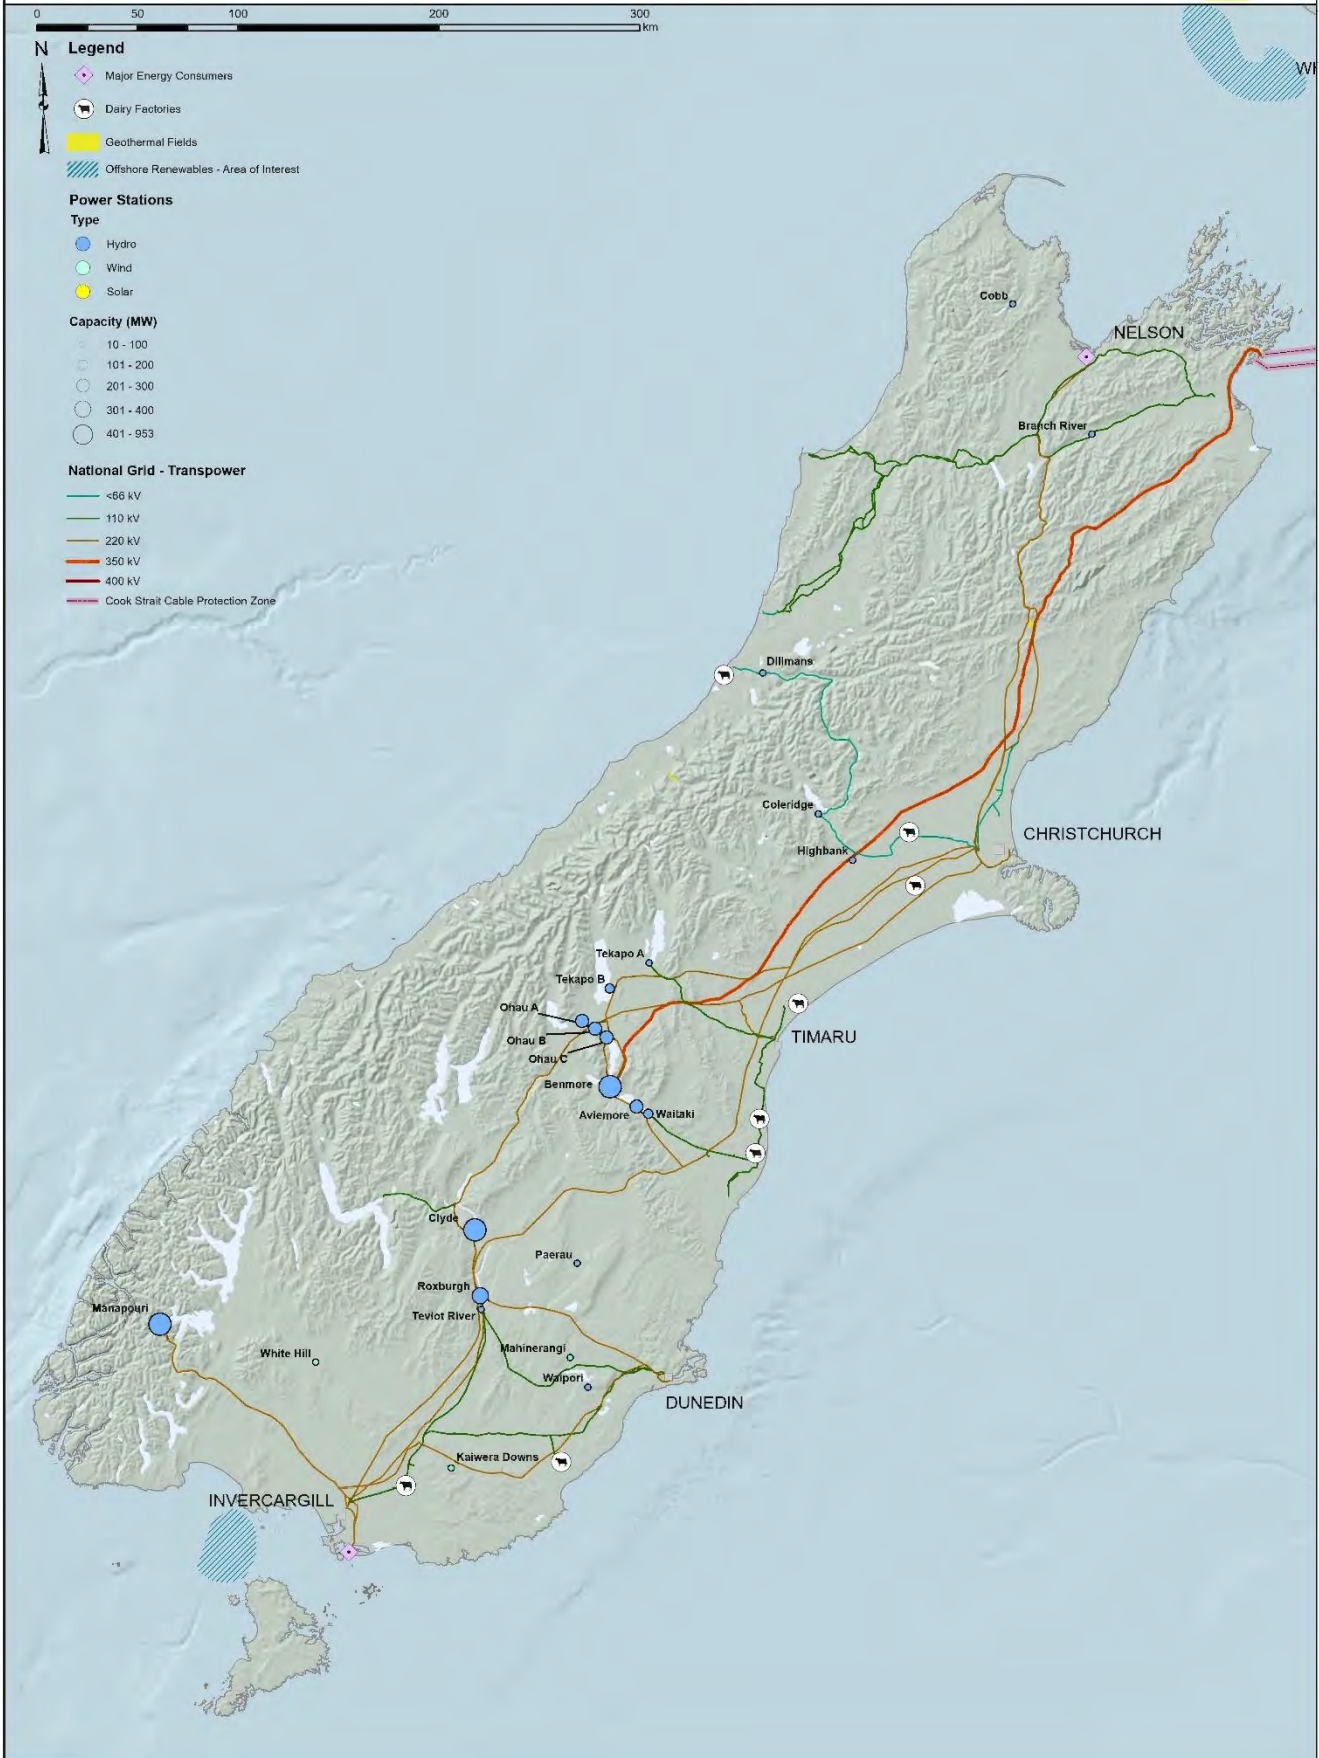 0 50 100 200 300
km
N
Legend
Major Energy Consumers
Dairy Factories
Geothermal Fields
Offshore Renewables - Area of Interest
Power Stations
Type
Hydro
Wind
Solar
Capacity (MW)
10 - 100
101 - 200
201 - 300
301 - 400
401 - 953
National Grid - Transpower
<66 kV
110 kV
220 kV
350 kV
400 kV
Cook Strait Cable Protection Zone
Cobb
NELSON
Branch River
Dillmans
Coleridge
CHRISTCHURCH
Highbank
Tekapo A
Tekapo B
Ohau A
TIMARU
Ohau B
Ohau C
Benmore
Aviemore
Waitaki
Clyde
Paerau
Roxburgh
Manapouri
Teviot River
White Hill
Mahinerangi
Waipori
DUNEDIN
Kaiwera Downs
INVERCARGILL